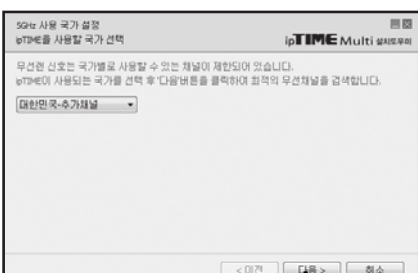 5GHz 사용 국가 설정
ipTIME을 사용할 국가 선택
ipTIME Multi 설치도우미
무선랜 신호는 국가별로 사용할 수 있는 채널이 제한되어 있습니다.
ipTIME이 사용되는 국가를 선택 후 '다음'버튼을 클릭하여 최적의 무선채널을 검색합니다.
대한민국-추가채널
< 이전
다음 >
취소